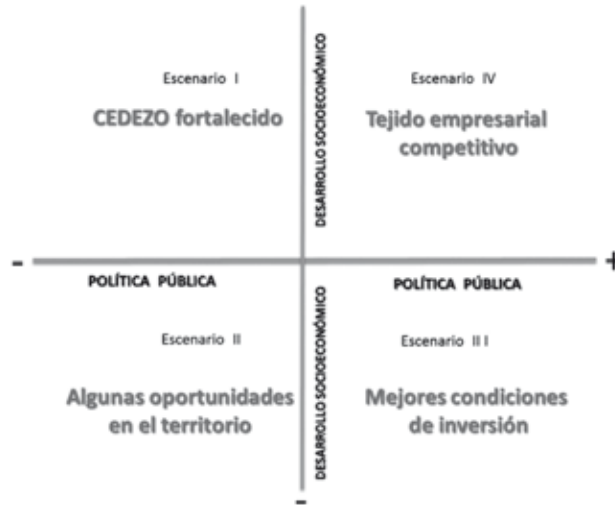 Escenario I
CEDEZO fortalecido
DESARROLLO SOCIOECONÓMICO
Escenario IV
Tejido empresarial
competitivo
-
+
POLÍTICA PÚBLICA
POLÍTICA PÚBLICA
Escenario II
Algunas oportunidades
en el territorio
DESARROLLO SOCIOECONÓMICO
Escenario II I
Mejores condiciones
de inversión
-